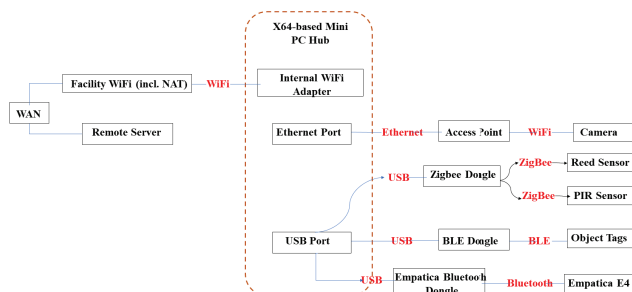 X64-based Mini
PC Hub
Facility WiFi (incl. NAT)
WiFi
Internal WiFi
Adapter
WAN
Remote Server
Ethernet Port
Ethernet
Access Point
WiFi
Camera
ZigBee
Reed Sensor
USB
Zigbee Dongle
ZigBee
PIR Sensor
USB Port
USB
BLE Dongle
BLE
Object Tags
USB
Empatica Bluetooth
Dongle
Bluetooth
Empatica E4